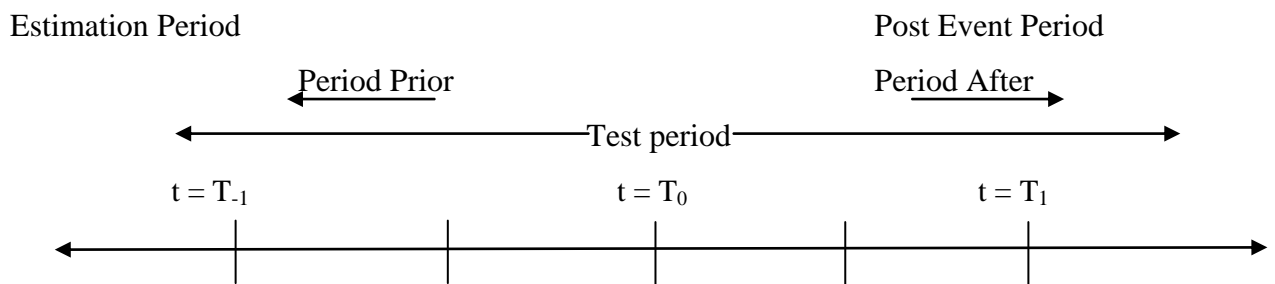 Estimation Period Post Event Period
Period Prior Period After
Test period
t = T₋₁ t = T₀ t = T₁